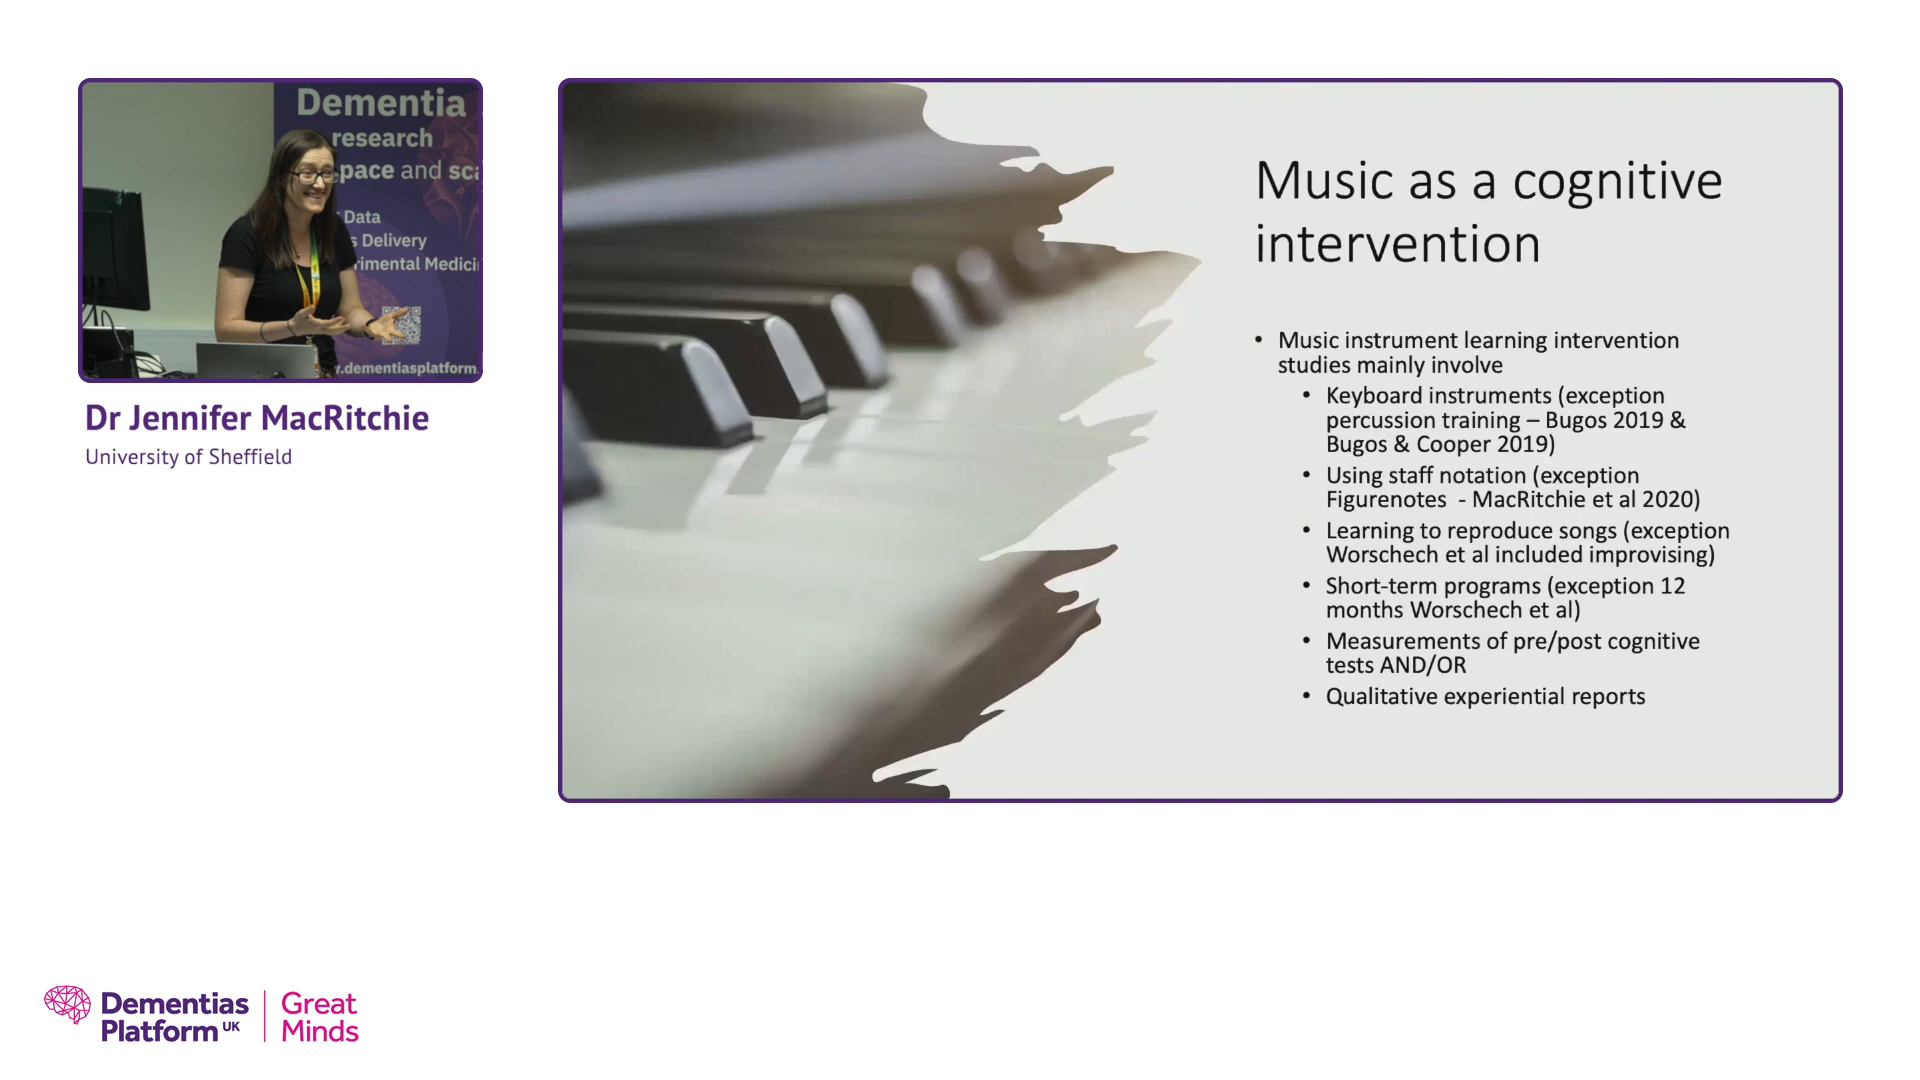 Dementia
research
pace and sca
Data
s Delivery
rimental Medici
.dementiasplatform.
Dr Jennifer MacRitchie
University of Sheffield
Music as a cognitive
intervention
• Music instrument learning intervention
studies mainly involve
• Keyboard instruments (exception
percussion training – Bugos 2019 &
Bugos & Cooper 2019)
• Using staff notation (exception
Figurenotes - MacRitchie et al 2020)
• Learning to reproduce songs (exception
Worschech et al included improvising)
• Short-term programs (exception 12
months Worschech et al)
• Measurements of pre/post cognitive
tests AND/OR
• Qualitative experiential reports
Dementias
Platform UK
Great
Minds